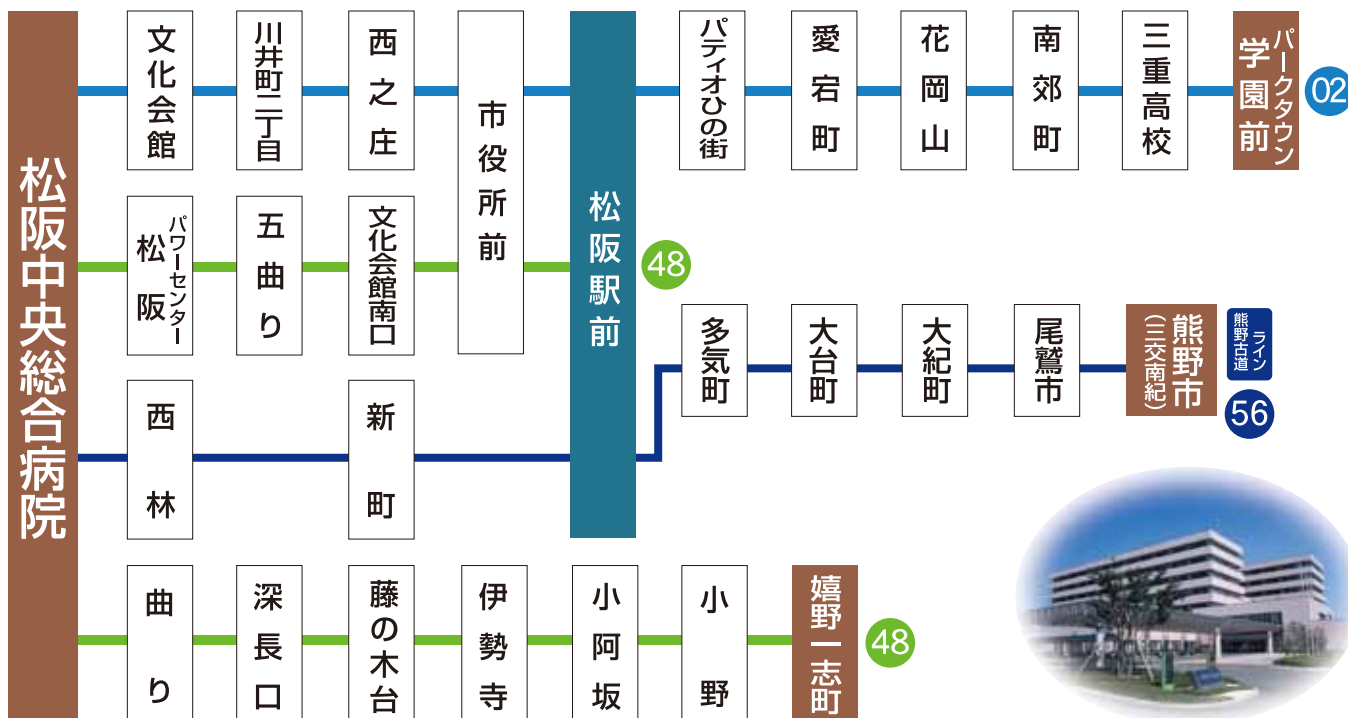 松阪中央総合病院
文化会館
川井町二丁目
西之庄
市役所前
松阪駅前
パティオひの街
愛宕町
花岡山
南郊町
三重高校
パークタウン
学園前
02
パワーセンター
松阪
五曲り
文化会館南口
48
西林
新町
多気町
大台町
大紀町
尾鷲市
熊野市
(三交南紀)
ライン
熊野古道
56
曲り
深長口
藤の木台
伊勢寺
小阿坂
小野
嬉野一志町
48